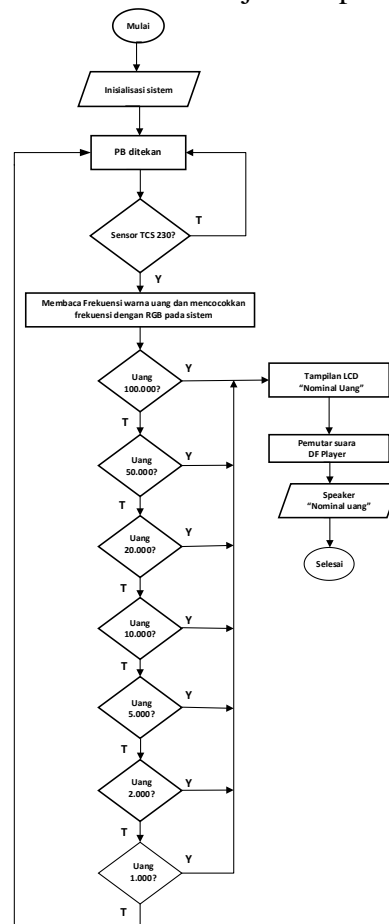 Mulai
Inisialisasi sistem
PB ditekan
T
Sensor TCS 230?
Y
Membaca Frekuensi warna uang dan mencocokkan
frekuensi dengan RGB pada sistem
Uang
100.000?
Y
T
Tampilan LCD
“Nominal Uang”
Uang
50.000?
Y
T
Pemutar suara
DF Player
Speaker
“Nominal uang”
Uang
20.000?
Y
T
Selesai
Uang
10.000?
Y
T
Uang
5.000?
Y
T
Uang
2.000?
Y
T
Uang
1.000?
Y
T